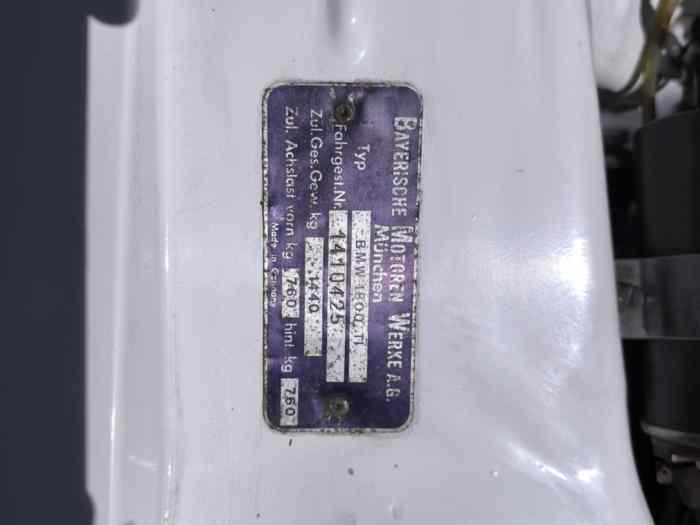 BAYERISCHE MOTOREN WERKE A.G.
München
Typ BMW 1800 TI
Fahrgest.Nr. 1410425
Zul.Ges.Gew. kg 1440
Zul. Achslast vorn kg 760 hint. kg 760
Made in Germany